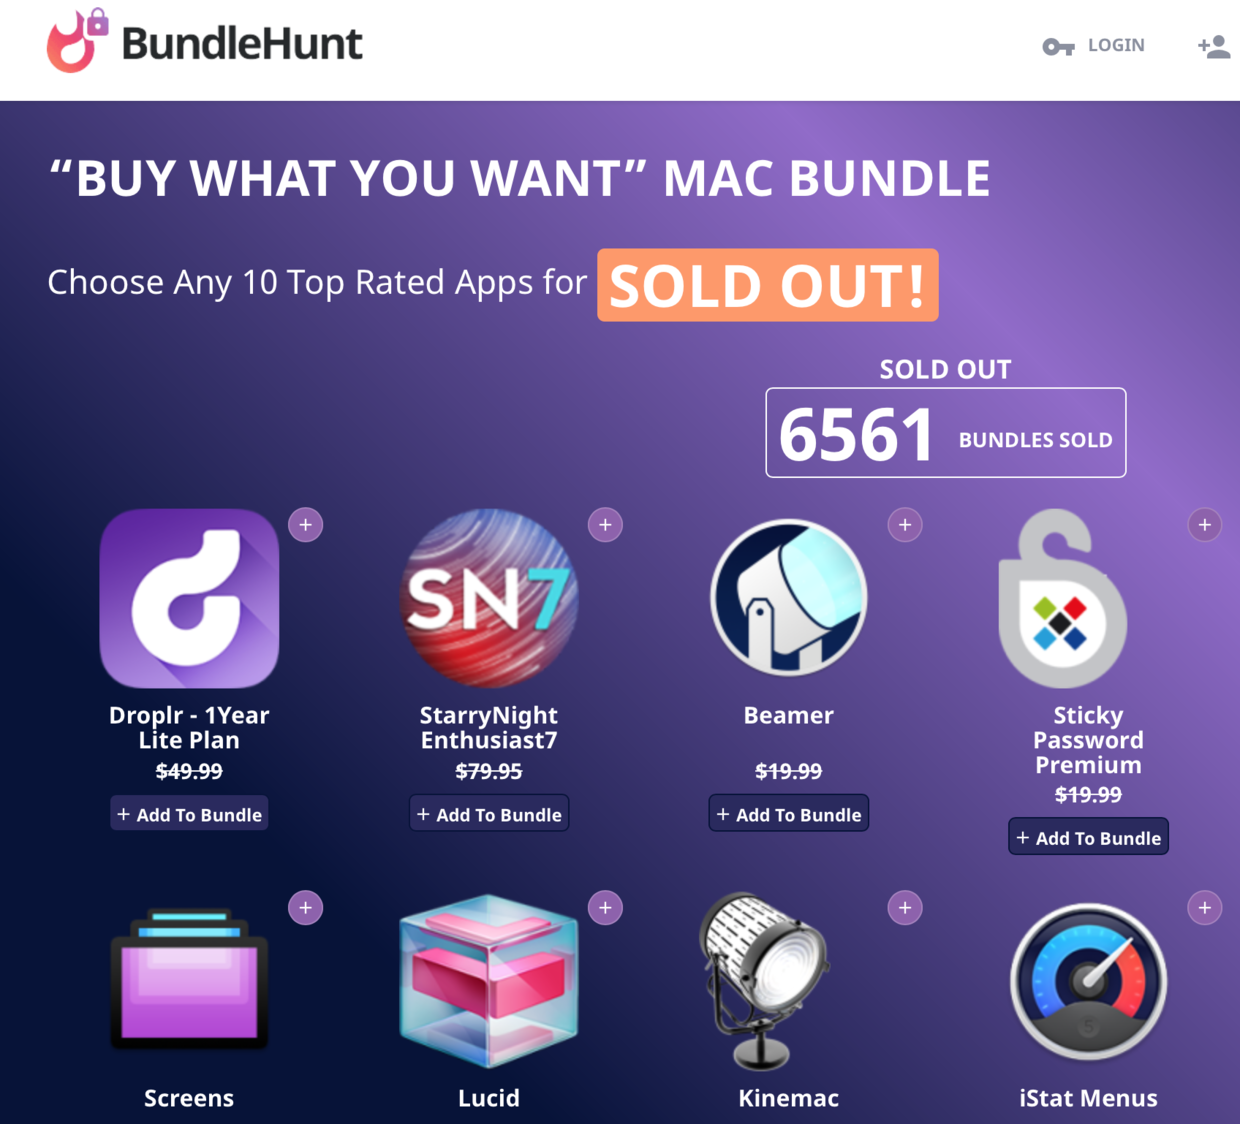 BundleHunt
LOGIN
“BUY WHAT YOU WANT” MAC BUNDLE
Choose Any 10 Top Rated Apps for SOLD OUT!
SOLD OUT
6561 BUNDLES SOLD
SN7
Droplr - 1Year
Lite Plan
$49.99
+ Add To Bundle
StarryNight
Enthusiast7
$79.95
+ Add To Bundle
Beamer
$19.99
+ Add To Bundle
Sticky
Password
Premium
$19.99
+ Add To Bundle
5
Screens
Lucid
Kinemac
iStat Menus